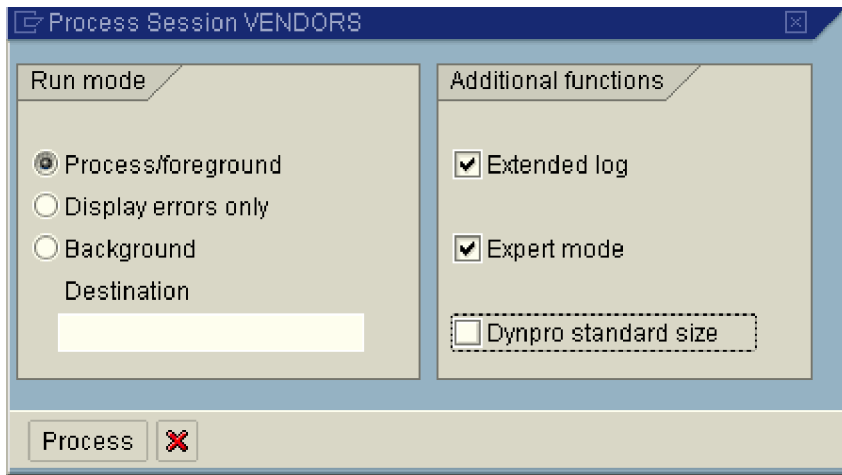 Process Session VENDORS
Run mode
Process/foreground
Display errors only
Background
Destination
Additional functions
Extended log
Expert mode
Dynpro standard size
Process